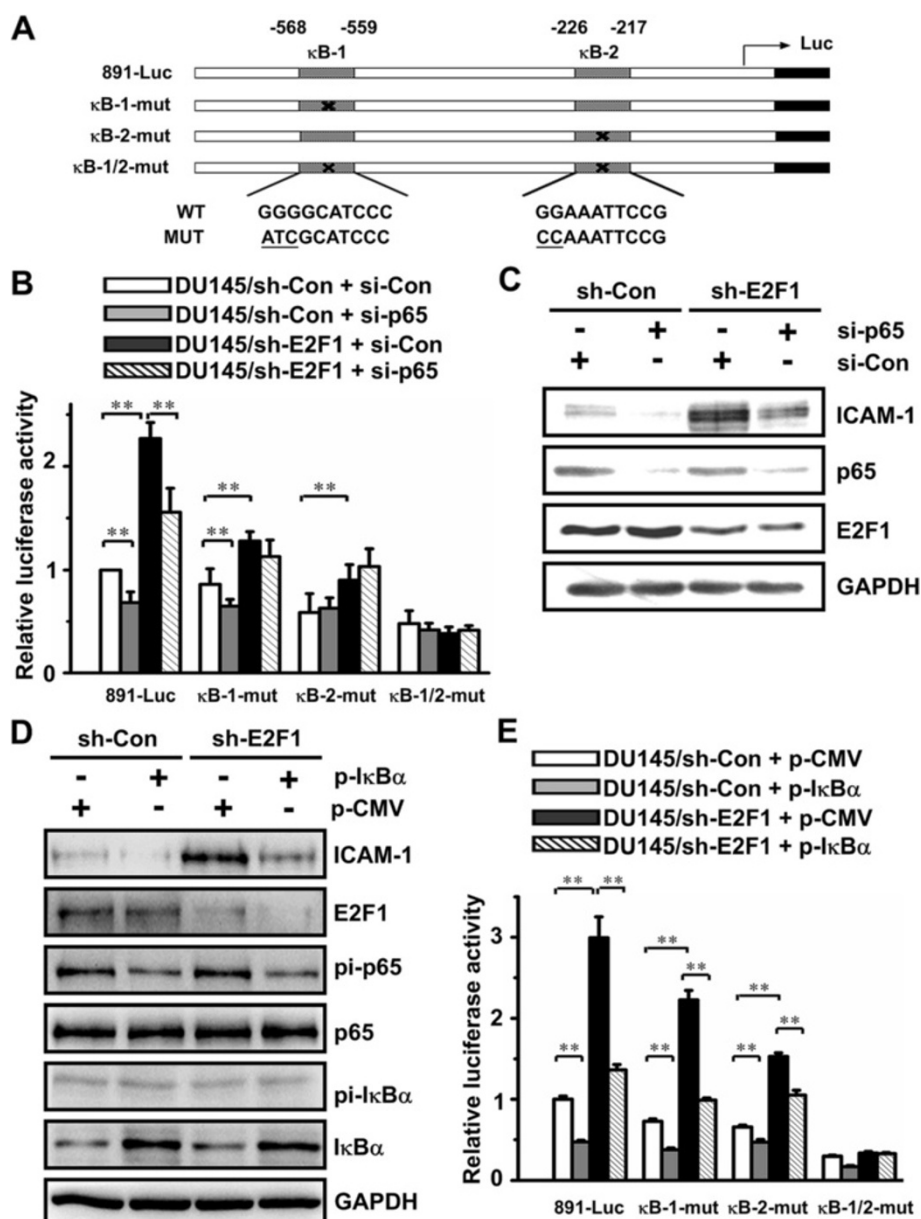 A
-568 -559 -226 -217
κB-1 κB-2 Luc
891-Luc
κB-1-mut
κB-2-mut
κB-1/2-mut
WT GGGGCATCCC GGAAATTCCG
MUT ATCGCATCCC CCAAATTCCG
B
DU145/sh-Con + si-Con
DU145/sh-Con + si-p65
DU145/sh-E2F1 + si-Con
DU145/sh-E2F1 + si-p65
Relative luciferase activity
2
1
0
** ** **
** **
**
891-Luc κB-1-mut κB-2-mut κB-1/2-mut
C
sh-Con sh-E2F1
- + - + si-p65
+ - + - si-Con
ICAM-1
p65
E2F1
GAPDH
D
sh-Con sh-E2F1
- + - + p-IκBα
+ - + - p-CMV
ICAM-1
E2F1
pi-p65
p65
pi-IκBα
IκBα
GAPDH
E
DU145/sh-Con + p-CMV
DU145/sh-Con + p-IκBα
DU145/sh-E2F1 + p-CMV
DU145/sh-E2F1 + p-IκBα
Relative luciferase activity
3
2
1
0
** ** **
** ** **
** ** **
891-Luc κB-1-mut κB-2-mut κB-1/2-mut